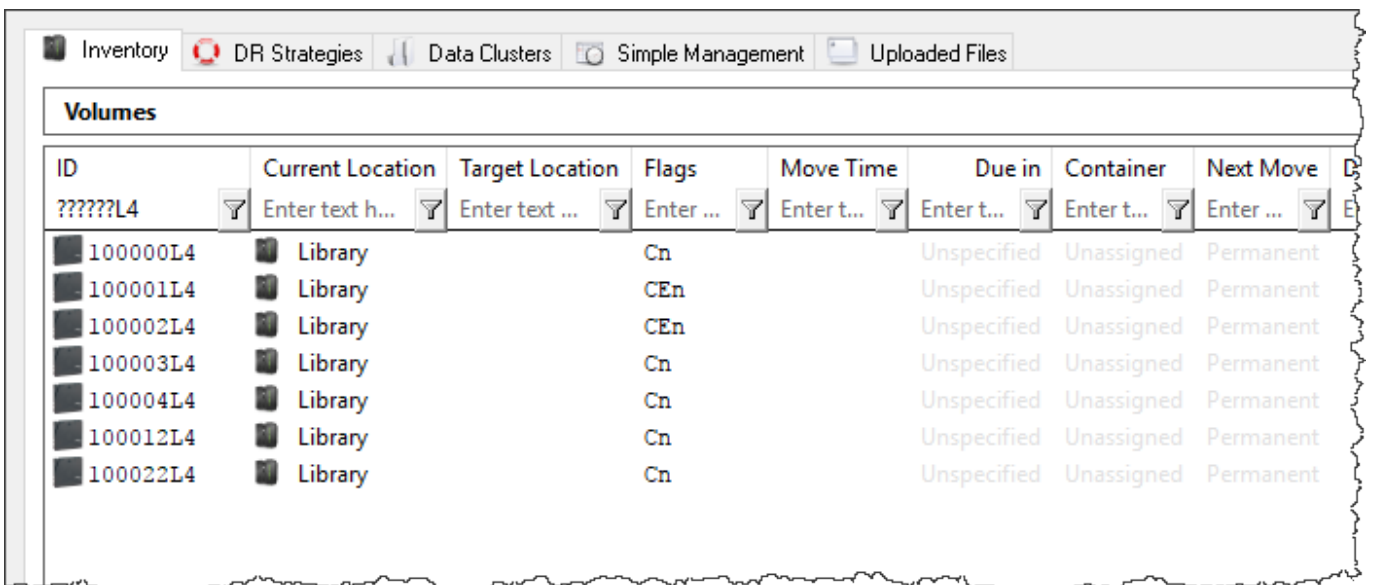 Inventory DR Strategies Data Clusters Simple Management Uploaded Files
Volumes
ID Current Location Target Location Flags Move Time Due in Container Next Move
??????L4 Enter text h... Enter text ... Enter ... Enter t... Enter t... Enter t... Enter ...
100000L4 Library Cn Unspecified Unassigned Permanent
100001L4 Library CEn Unspecified Unassigned Permanent
100002L4 Library CEn Unspecified Unassigned Permanent
100003L4 Library Cn Unspecified Unassigned Permanent
100004L4 Library Cn Unspecified Unassigned Permanent
100012L4 Library Cn Unspecified Unassigned Permanent
100022L4 Library Cn Unspecified Unassigned Permanent